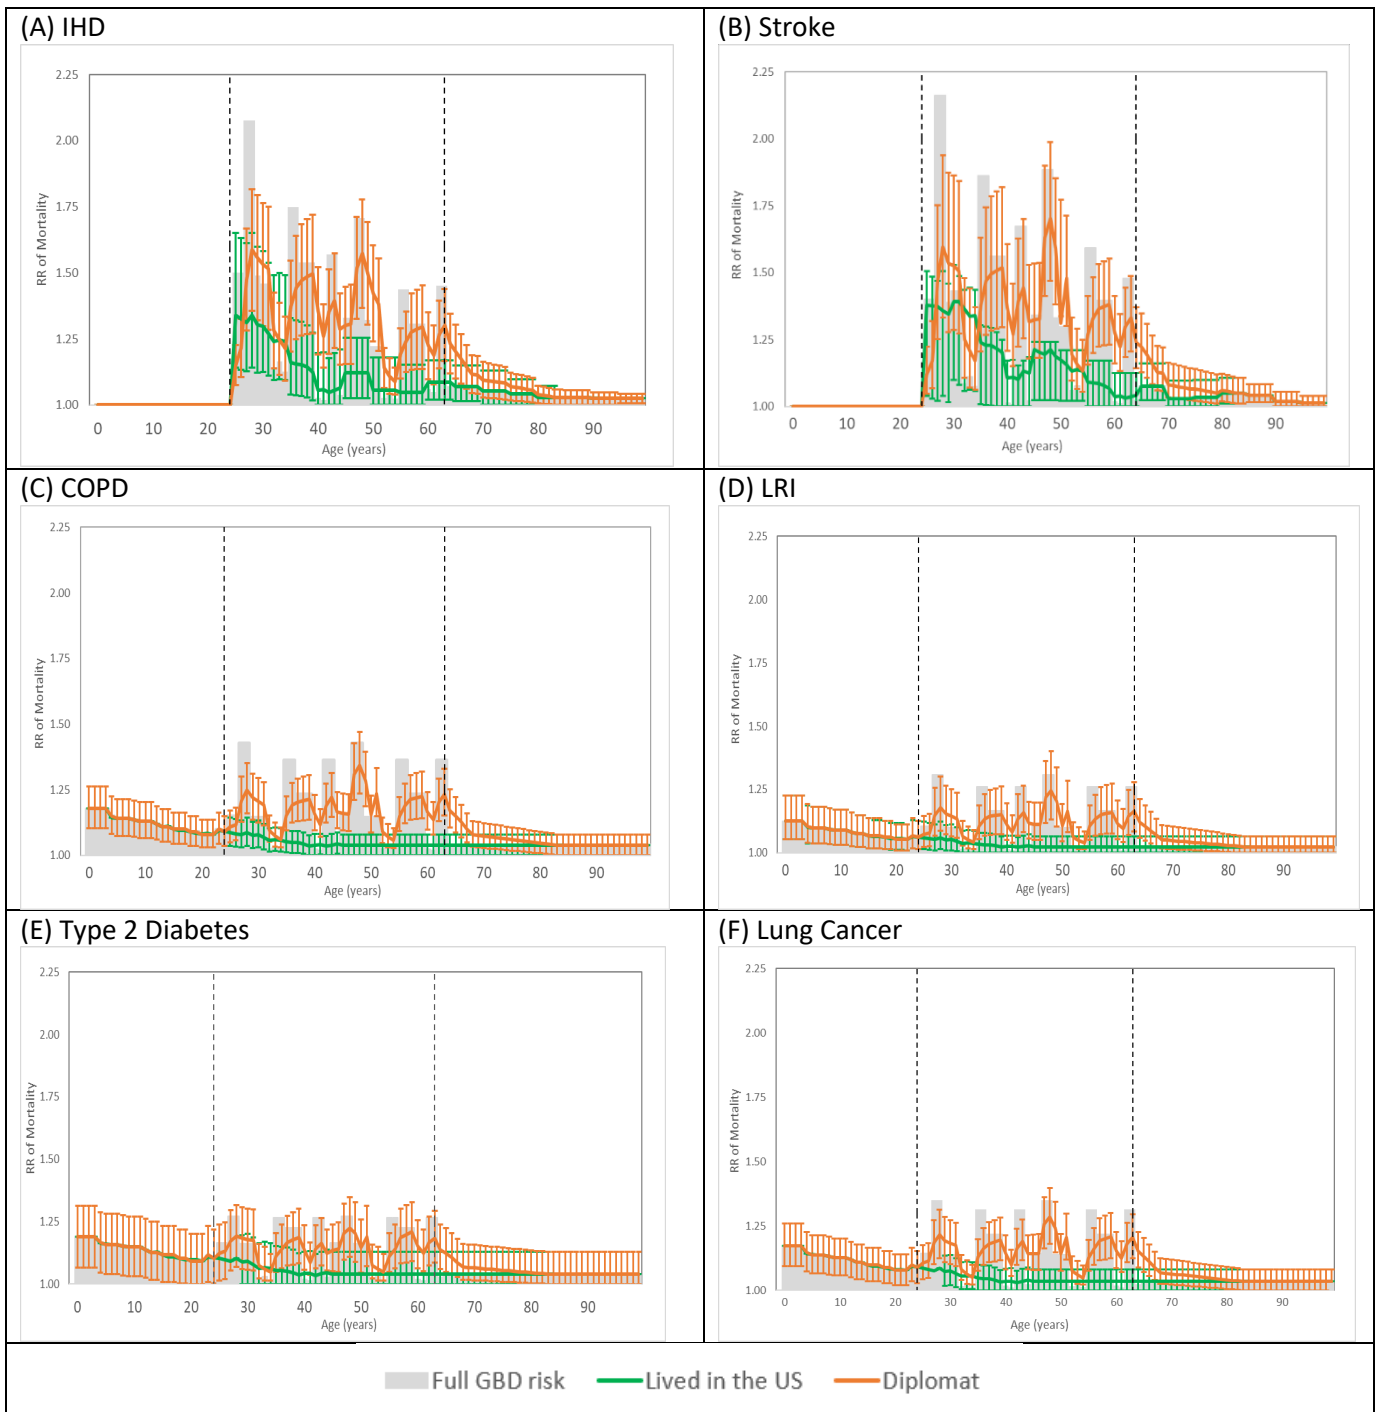 (A) IHD
2.25
2.00
1.75
1.50
1.25
1.00
RR of Mortality
0 10 20 30 40 50 60 70 80 90
Age (years)
(B) Stroke
2.25
2.00
1.75
1.50
1.25
1.00
RR of Mortality
0 10 20 30 40 50 60 70 80 90
Age (years)
(C) COPD
2.25
2.00
1.75
1.50
1.25
1.00
RR of Mortality
0 10 20 30 40 50 60 70 80 90
Age (years)
(D) LRI
2.25
2.00
1.75
1.50
1.25
1.00
RR of Mortality
0 10 20 30 40 50 60 70 80 90
Age (years)
(E) Type 2 Diabetes
2.25
2.00
1.75
1.50
1.25
1.00
RR of Mortality
0 10 20 30 40 50 60 70 80 90
Age (years)
(F) Lung Cancer
2.25
2.00
1.75
1.50
1.25
1.00
RR of Mortality
0 10 20 30 40 50 60 70 80 90
Age (years)
Full GBD risk Lived in the US Diplomat